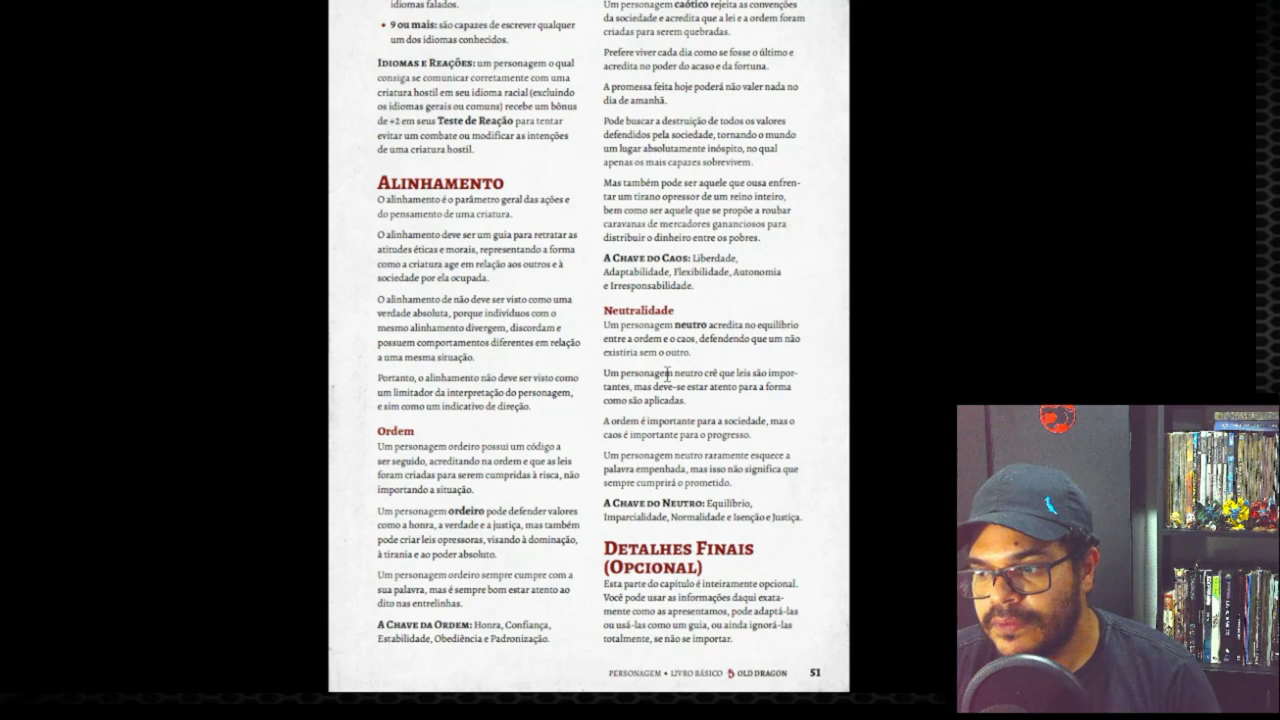 idiomas falados.
• 9 ou mais: são capazes de escrever qualquer
um dos idiomas conhecidos.
Idiomas e Reações: um personagem o qual
consiga se comunicar corretamente com uma
criatura hostil em seu idioma racial (excluindo
os idiomas gerais ou comuns) recebe um bônus
de +2 em seus Teste de Reação para tentar
evitar um combate ou modificar as intenções
de uma criatura hostil.
Alinhamento
O alinhamento é o parâmetro geral das ações e
do pensamento de uma criatura.
O alinhamento deve ser um guia para retratar as
atitudes éticas e morais, representando a forma
como a criatura age em relação aos outros e à
sociedade por ela ocupada.
O alinhamento de não deve ser visto como uma
verdade absoluta, porque indivíduos com o
mesmo alinhamento divergem, discordam e
possuem comportamentos diferentes em relação
a uma mesma situação.
Portanto, o alinhamento não deve ser visto como
um limitador da interpretação do personagem,
e sim como um indicativo de direção.
Ordem
Um personagem ordeiro possui um código a
ser seguido, acreditando na ordem e que as leis
foram criadas para serem cumpridas à risca, não
importando a situação.
Um personagem ordeiro pode defender valores
como a honra, a verdade e a justiça, mas também
pode criar leis opressoras, visando à dominação,
à tirania e ao poder absoluto.
Um personagem ordeiro sempre cumpre com a
sua palavra, mas é sempre bom estar atento ao
dito nas entrelinhas.
A Chave da Ordem: Honra, Confiança,
Estabilidade, Obediência e Padronização.
Um personagem caótico rejeita as convenções
da sociedade e acredita que a lei e a ordem foram
criadas para serem quebradas.
Prefere viver cada dia como se fosse o último e
acredita no poder do acaso e da fortuna.
A promessa feita hoje poderá não valer nada no
dia de amanhã.
Pode buscar a destruição de todos os valores
defendidos pela sociedade, tornando o mundo
um lugar absolutamente inóspito, no qual
apenas os mais capazes sobrevivem.
Mas também pode ser aquele que ousa enfren-
tar um tirano opressor de um reino inteiro,
bem como ser aquele que se propõe a roubar
caravanas de mercadores gananciosos para
distribuir o dinheiro entre os pobres.
A Chave do Caos: Liberdade,
Adaptabilidade, Flexibilidade, Autonomia
e Irresponsabilidade.
Neutralidade
Um personagem neutro acredita no equilíbrio
entre a ordem e o caos, defendendo que um não
existiria sem o outro.
Um personagem neutro crê que leis são impor-
tantes, mas deve-se estar atento para a forma
como são aplicadas.
A ordem é importante para a sociedade, mas o
caos é importante para o progresso.
Um personagem neutro raramente esquece a
palavra empenhada, mas isso não significa que
sempre cumprirá o prometido.
A Chave do Neutro: Equilíbrio,
Imparcialidade, Normalidade e Isenção e Justiça.
Detalhes Finais
(Opcional)
Esta parte do capítulo é inteiramente opcional.
Você pode usar as informações daqui exata-
mente como as apresentamos, pode adaptá-las
ou usá-las como um guia, ou ainda ignorá-las
totalmente, se não se importar.
PERSONAGEM • LIVRO BÁSICO OLD DRAGON 51